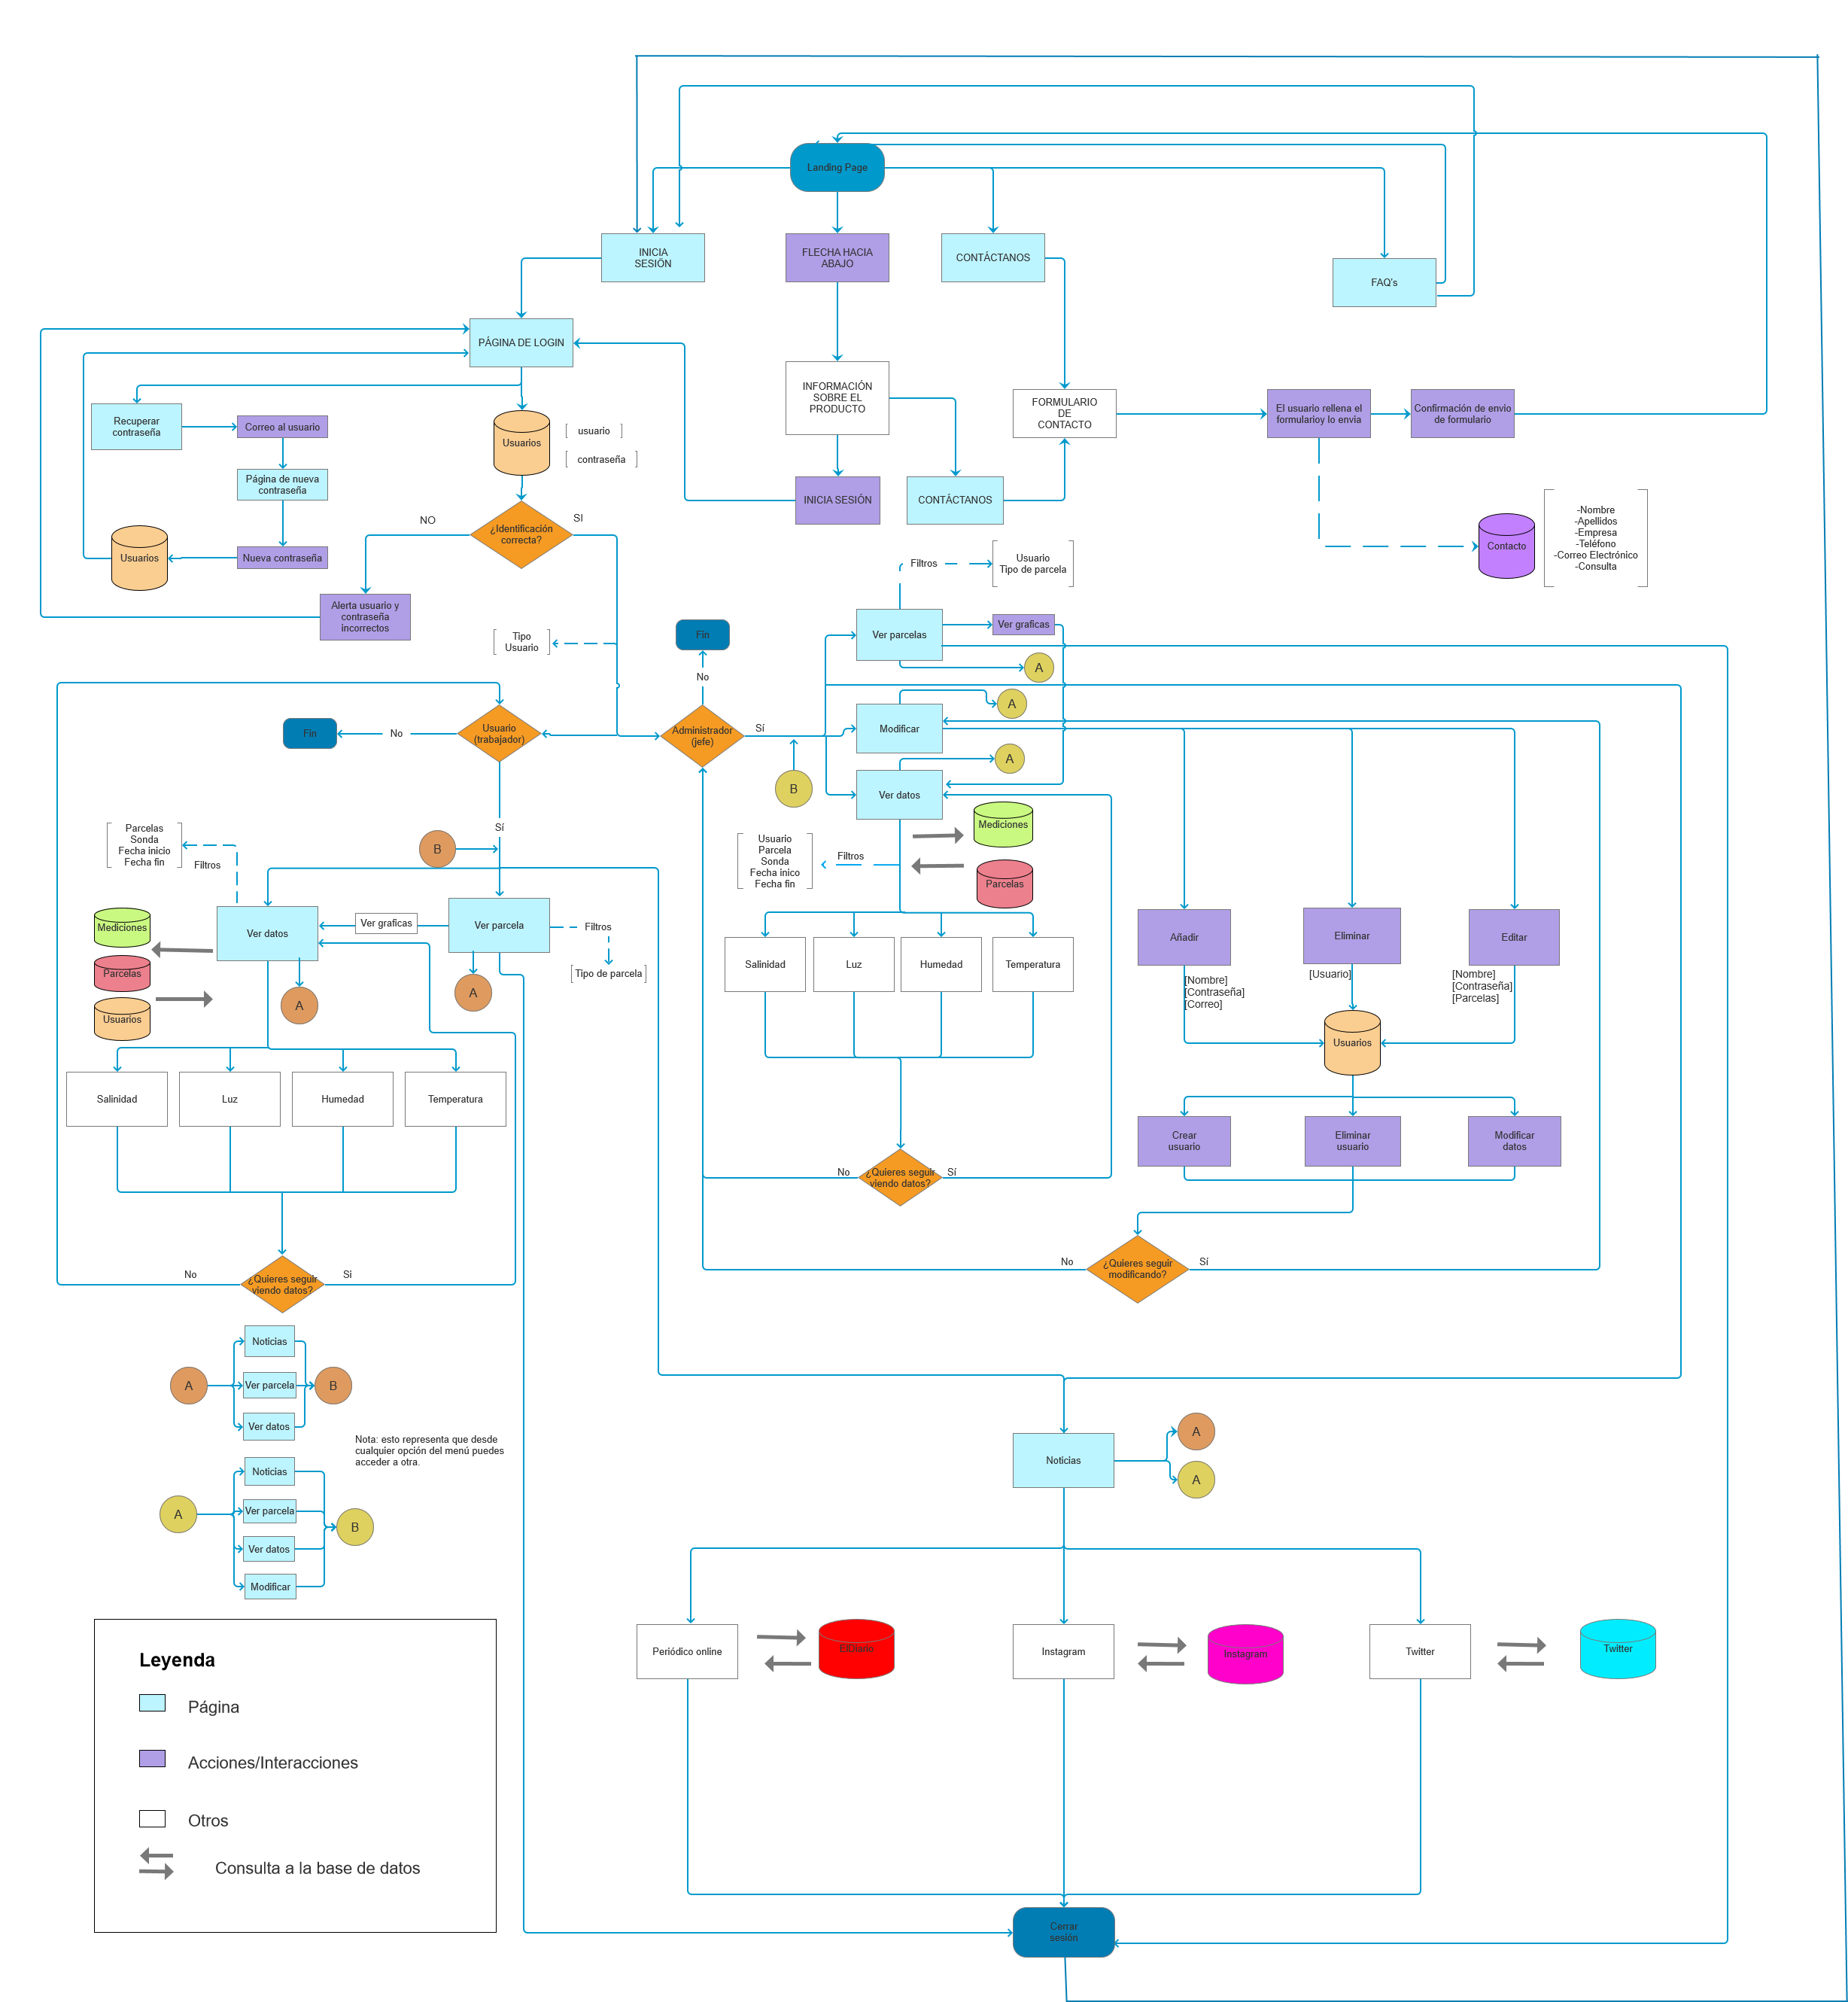 Landing Page
INICIA
SESIÓN
FLECHA HACIA
ABAJO
CONTÁCTANOS
FAQ's
PÁGINA DE LOGIN
INFORMACIÓN
SOBRE EL
PRODUCTO
FORMULARIO
DE
CONTACTO
El usuario rellena el
formularioy lo envia
Confirmación de envio
de formulario
Recuperar
contraseña
Correo al usuario
Usuarios
usuario
contraseña
Página de nueva
contraseña
INICIA SESIÓN
CONTÁCTANOS
-Nombre
-Apellidos
-Empresa
-Teléfono
-Correo Electrónico
-Consulta
Contacto
NO
SI
¿Identificación
correcta?
Usuarios
Nueva contraseña
Filtros
Usuario
Tipo de parcela
Alerta usuario y
contraseña
incorrectos
Tipo
Usuario
Fin
Ver parcelas
Ver graficas
A
No
A
Fin
No
Usuario
(trabajador)
Administrador
(jefe)
Sí
Modificar
A
B
Ver datos
Sí
Mediciones
Parcelas
Sonda
Fecha inicio
Fecha fin
Filtros
B
Usuario
Parcela
Sonda
Fecha inico
Fecha fin
Filtros
Parcelas
Mediciones
Ver datos
Ver graficas
Ver parcela
Filtros
Tipo de parcela
Parcelas
Usuarios
A
A
Salinidad
Luz
Humedad
Temperatura
Añadir
Eliminar
Editar
[Nombre]
[Contraseña]
[Correo]
[Usuario]
[Nombre]
[Contraseña]
[Parcelas]
Usuarios
Salinidad
Luz
Humedad
Temperatura
Crear
usuario
Eliminar
usuario
Modificar
datos
No
¿Quieres seguir
viendo datos?
Sí
No
¿Quieres seguir
viendo datos?
Si
No
¿Quieres seguir
modificando?
Sí
Noticias
A
Ver parcela
B
Ver datos
Nota: esto representa que desde
cualquier opción del menú puedes
acceder a otra.
Noticias
A
Ver parcela
B
Ver datos
Modificar
Noticias
A
A
Periódico online
ElDiario
Instagram
Instagram
Twitter
Twitter
Leyenda
Página
Acciones/Interacciones
Otros
Consulta a la base de datos
Cerrar
sesión